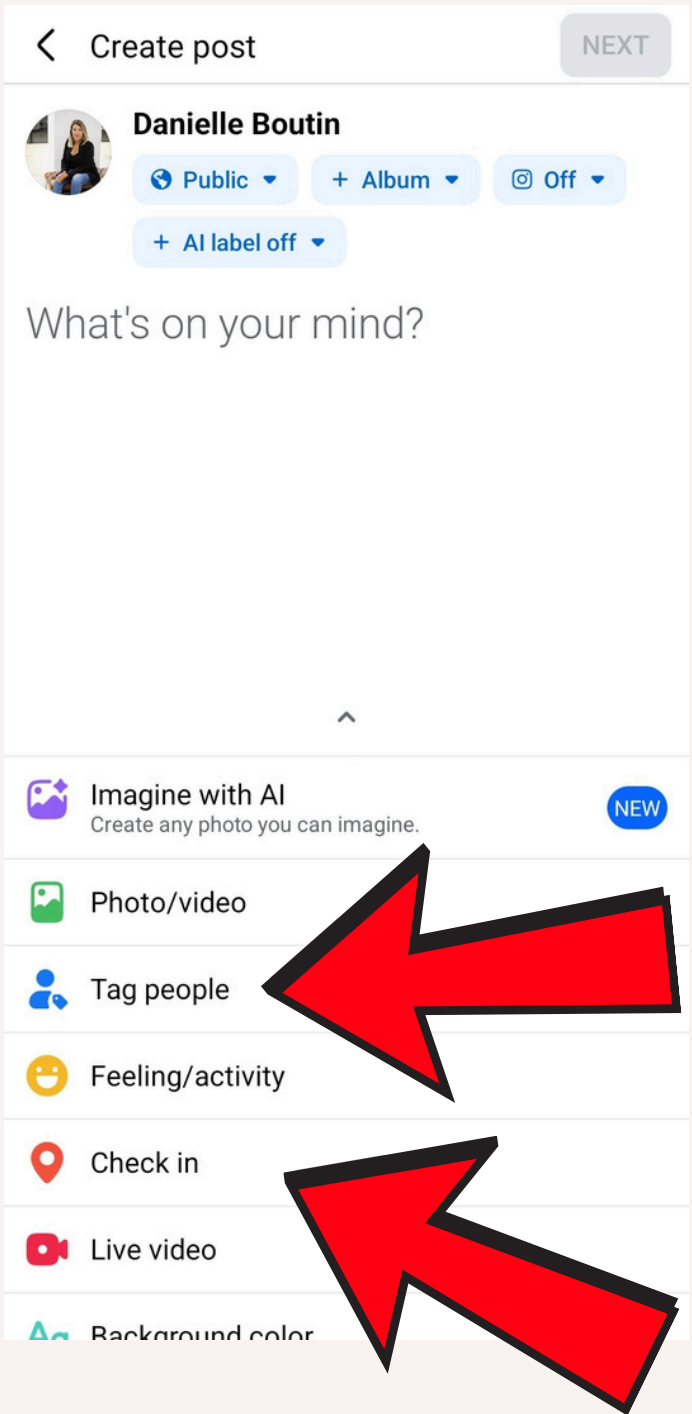 Create post
NEXT
Danielle Boutin
Public
+ Album
Off
+ AI label off
What's on your mind?
Imagine with AI
Create any photo you can imagine.
NEW
Photo/video
Tag people
Feeling/activity
Check in
Live video
Aa Background color